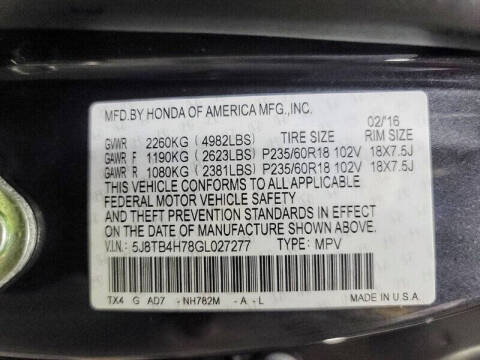 MFD.BY HONDA OF AMERICA MFG.,INC.
02/16
GVWR 2260KG (4982LBS) TIRE SIZE RIM SIZE
GAWR F 1190KG (2623LBS) P235/60R18 102V 18X7.5J
GAWR R 1080KG (2381LBS) P235/60R18 102V 18X7.5J
THIS VEHICLE CONFORMS TO ALL APPLICABLE
FEDERAL MOTOR VEHICLE SAFETY, BUMPER,
AND THEFT PREVENTION STANDARDS IN EFFECT
ON THE DATE OF MANUFACTURE SHOWN ABOVE.
V.I.N.: 5J8TB4H78GL027277 TYPE: MPV
TX4 G AD7 -NH782M -A -L MADE IN U.S.A.